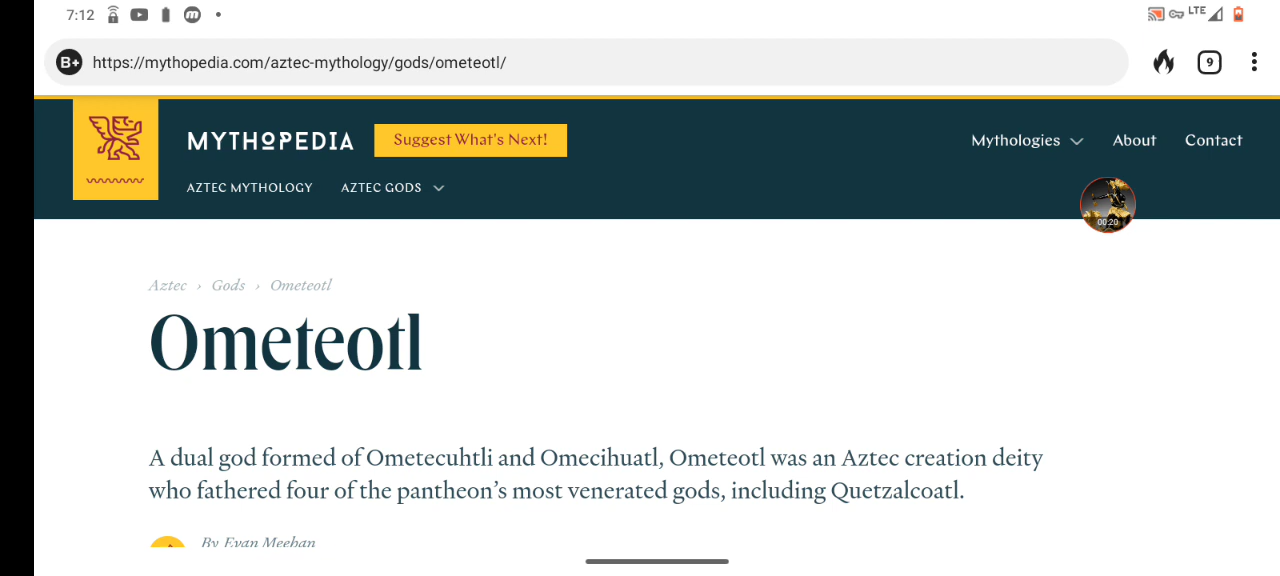 7:12
LTE
B+ https://mythopedia.com/aztec-mythology/gods/ometeotl/
9
MYTHOPEDIA
Suggest What's Next!
Mythologies
About
Contact
AZTEC MYTHOLOGY
AZTEC GODS
00:20
Aztec › Gods › Ometeotl
Ometeotl
A dual god formed of Ometecuhtli and Omecihuatl, Ometeotl was an Aztec creation deity
who fathered four of the pantheon’s most venerated gods, including Quetzalcoatl.
By Evan Meehan